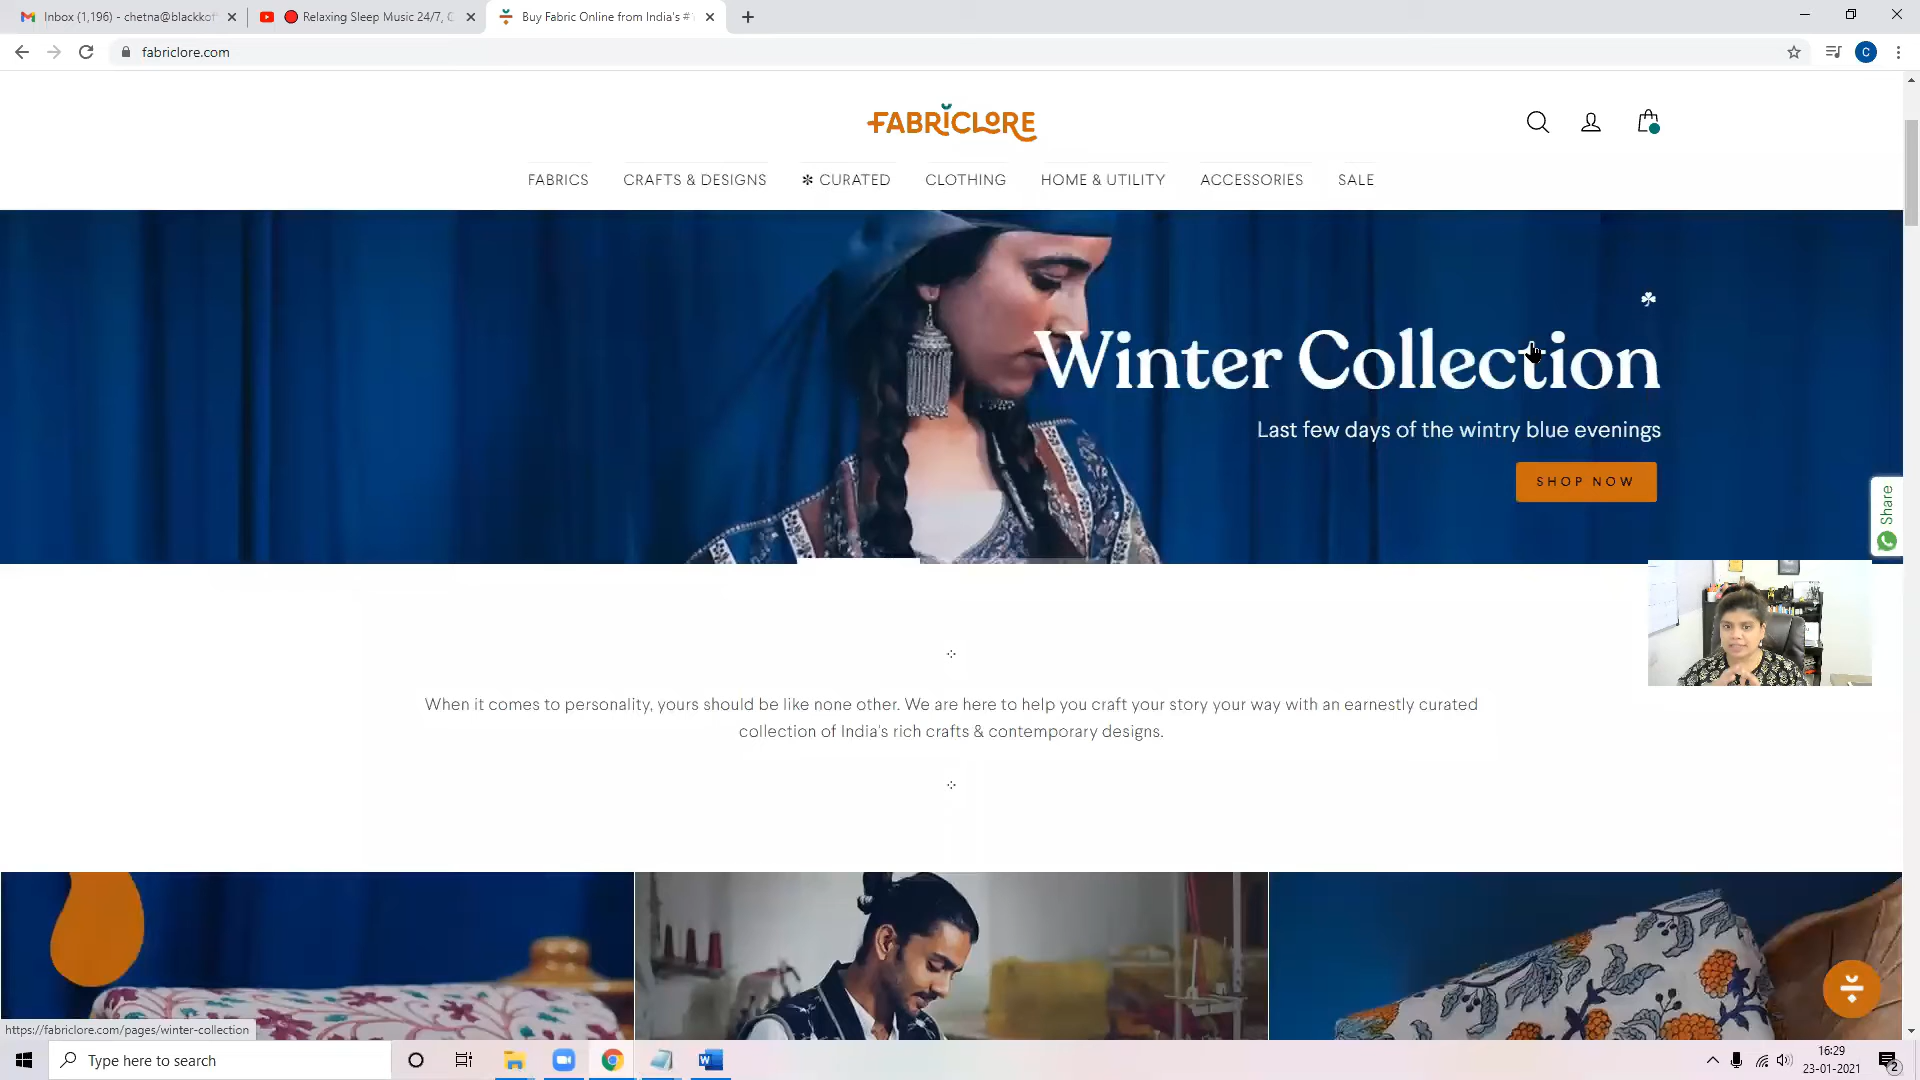 Inbox (1,196) - chetna@blackko
Relaxing Sleep Music 24/7, C
Buy Fabric Online from India's #
fabriclore.com
C
FABRICLORE
FABRICS
CRAFTS & DESIGNS
✻ CURATED
CLOTHING
HOME & UTILITY
ACCESSORIES
SALE
Winter Collection
Last few days of the wintry blue evenings
SHOP NOW
Share
When it comes to personality, yours should be like none other. We are here to help you craft your story your way with an earnestly curated
collection of India's rich crafts & contemporary designs.
https://fabriclore.com/pages/winter-collection
Type here to search
16:29
23-01-2021
2